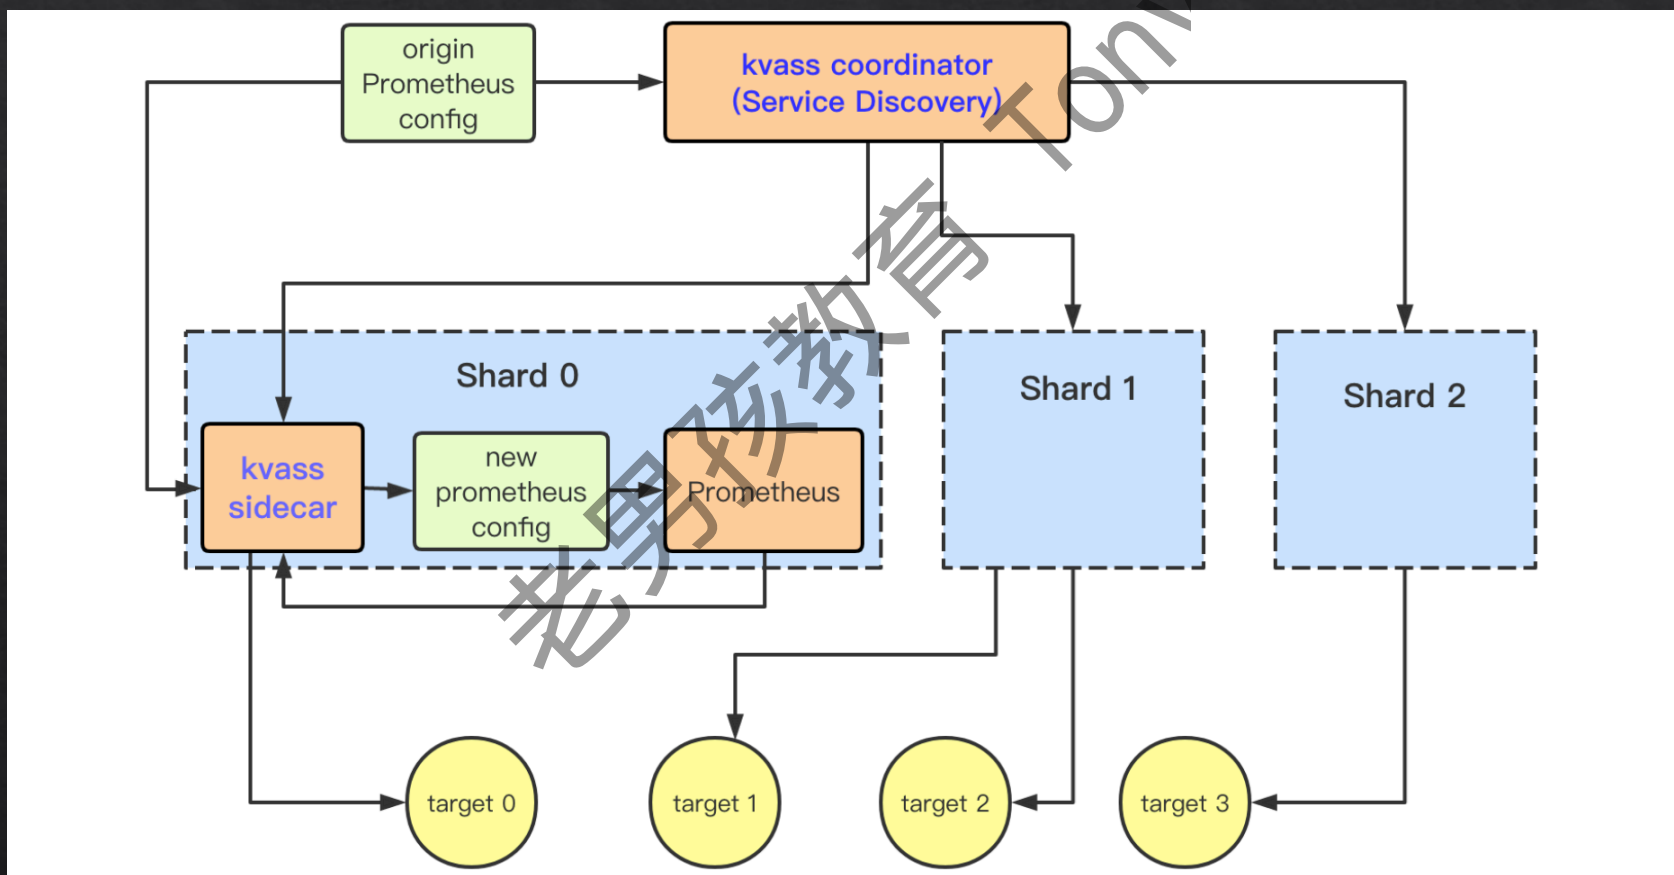 origin
Prometheus
config
kvass coordinator
(Service Discovery)
Shard 0
Shard 1
Shard 2
kvass
sidecar
new
prometheus
config
Prometheus
target 0
target 1
target 2
target 3
老男孩教育